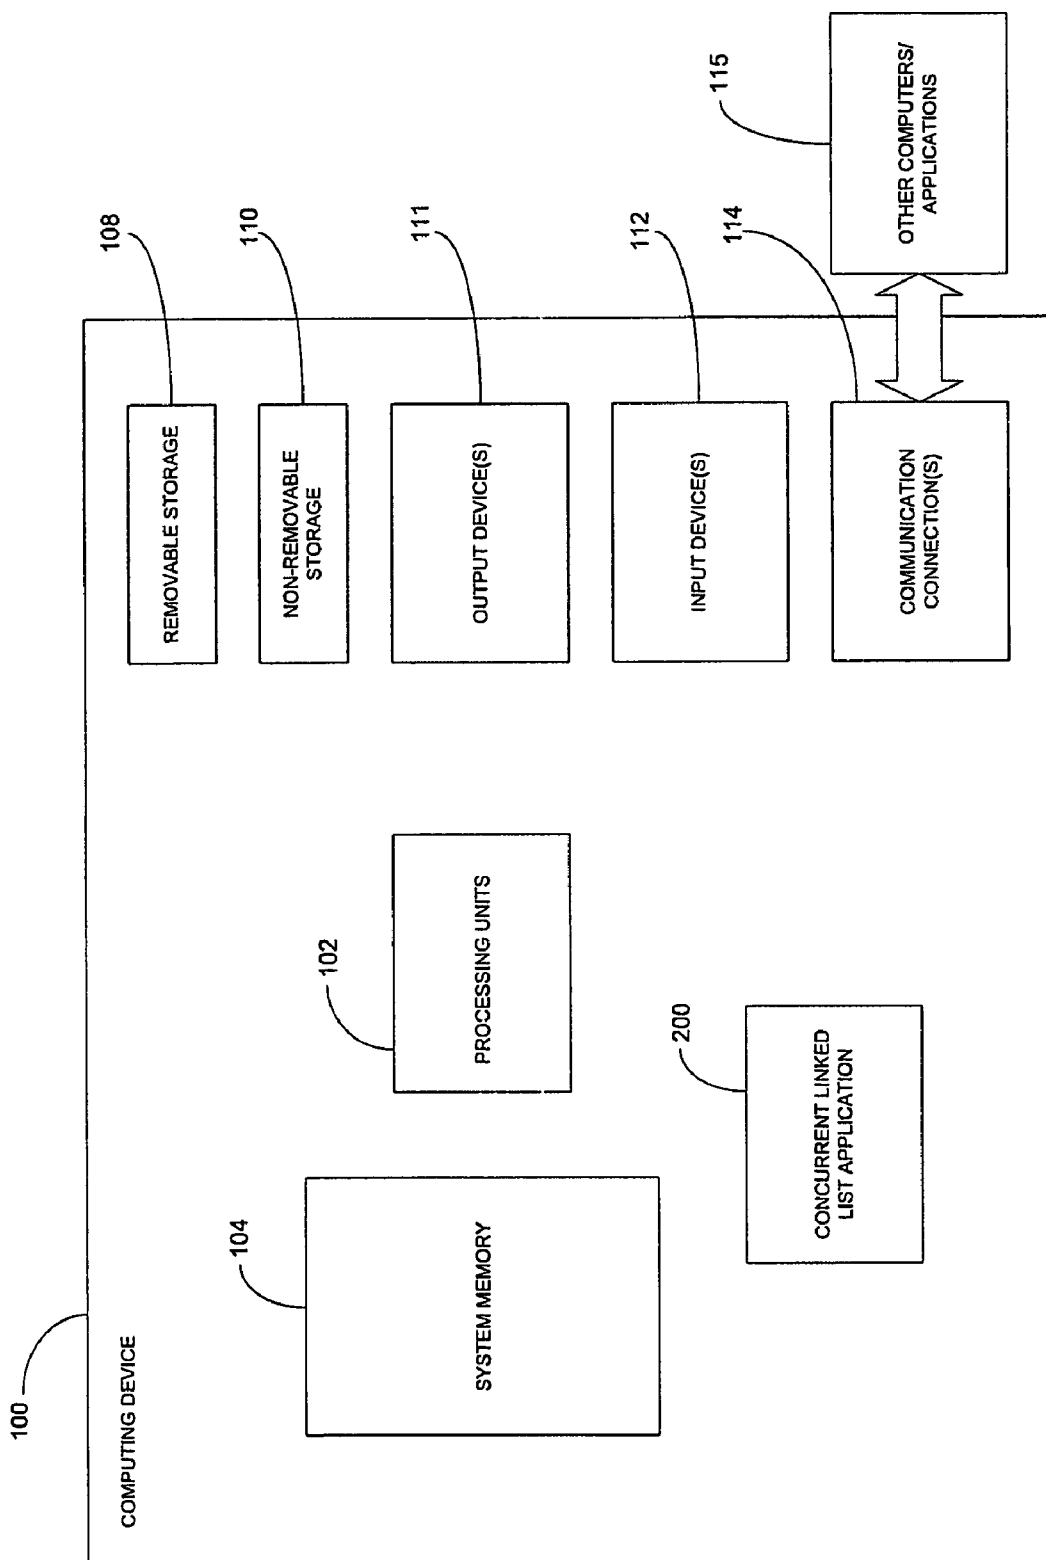 100
COMPUTING DEVICE
104
SYSTEM MEMORY
102
PROCESSING UNITS
200
CONCURRENT LINKED
LIST APPLICATION
108
REMOVABLE STORAGE
110
NON-REMOVABLE
STORAGE
111
OUTPUT DEVICE(S)
112
INPUT DEVICE(S)
114
COMMUNICATION
CONNECTION(S)
115
OTHER COMPUTERS/
APPLICATIONS